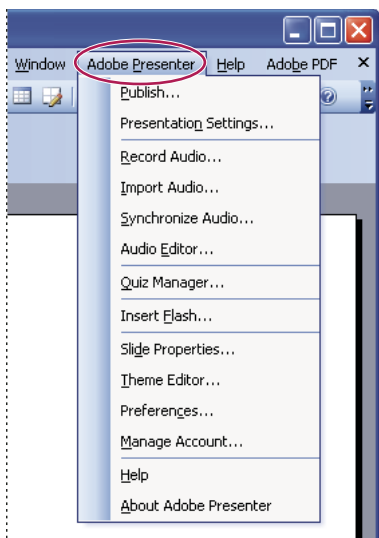 Window Adobe Presenter Help Adobe PDF
Publish...
Presentation Settings...
Record Audio...
Import Audio...
Synchronize Audio...
Audio Editor...
Quiz Manager...
Insert Flash...
Slide Properties...
Theme Editor...
Preferences...
Manage Account...
Help
About Adobe Presenter